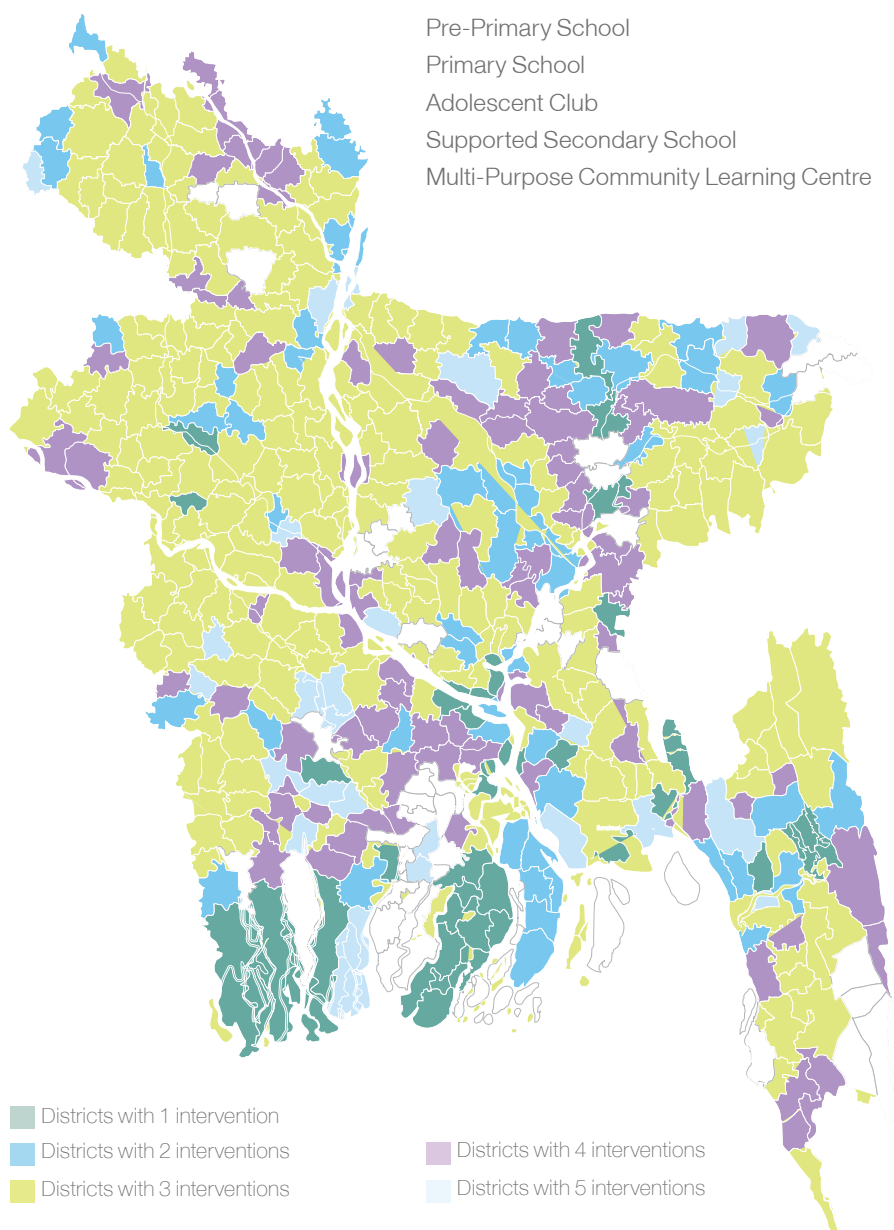 Pre-Primary School
Primary School
Adolescent Club
Supported Secondary School
Multi-Purpose Community Learning Centre
Districts with 1 intervention
Districts with 2 interventions
Districts with 3 interventions
Districts with 4 interventions
Districts with 5 interventions